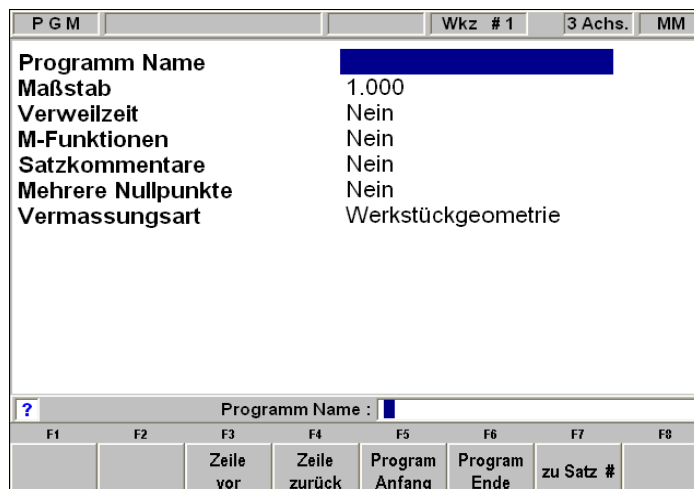 PGM Wkz #1 3 Achs. MM
Programm Name
Maßstab 1.000
Verweilzeit Nein
M-Funktionen Nein
Satzkommentare Nein
Mehrere Nullpunkte Nein
Vermassungsart Werkstückgeometrie
? Programm Name :
F1 F2 F3 F4 F5 F6 F7 F8
Zeile vor Zeile zurück Program Anfang Program Ende zu Satz #